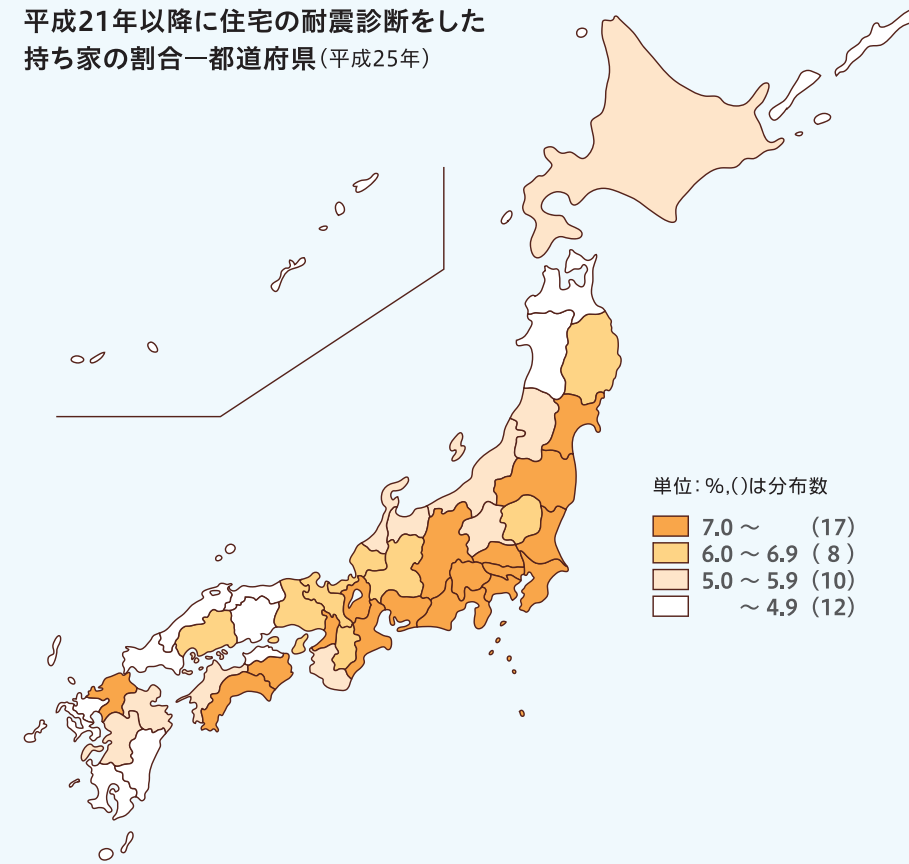 平成21年以降に住宅の耐震診断をした
持ち家の割合―都道府県(平成25年)
単位:%,()は分布数
7.0 ~ (17)
6.0 ~ 6.9 ( 8 )
5.0 ~ 5.9 (10)
~ 4.9 (12)